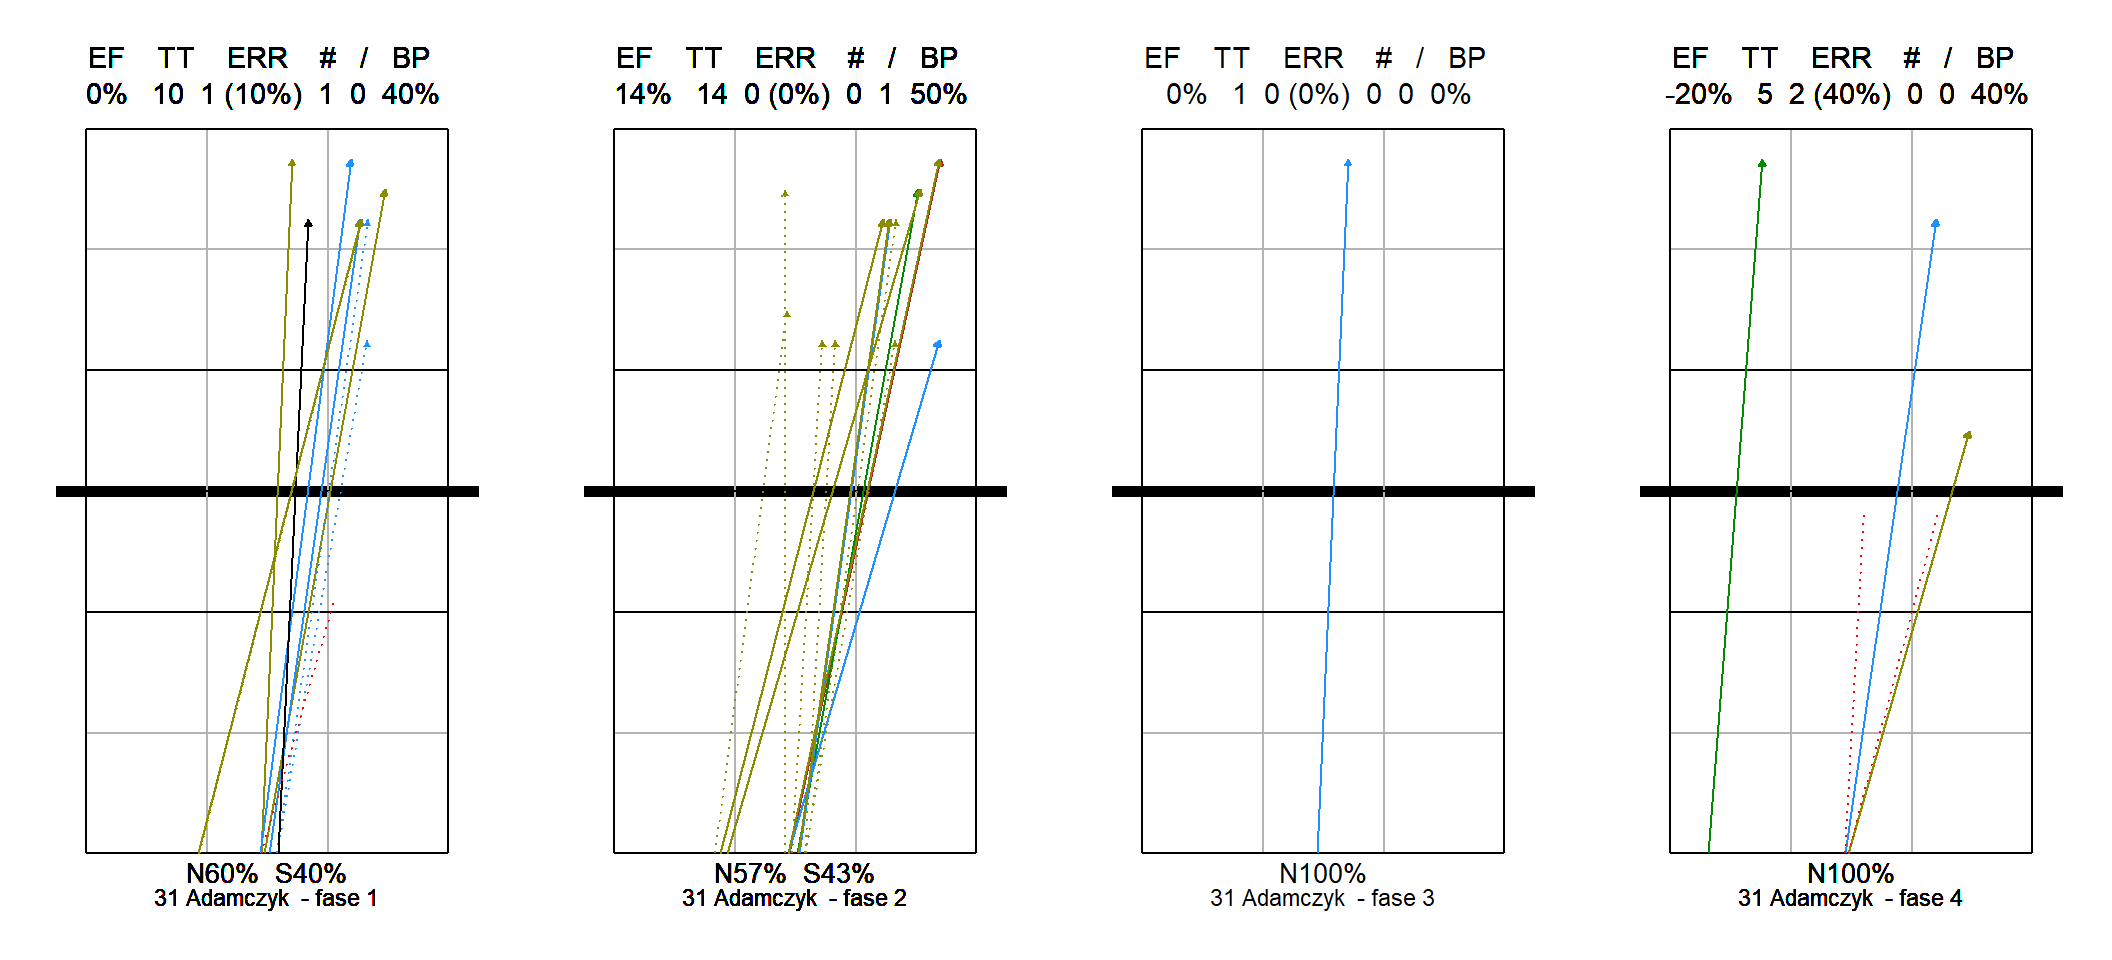 EF TT ERR # / BP
0% 10 1 (10%) 1 0 40%
N60% S40%
31 Adamczyk - fase 1
EF TT ERR # / BP
14% 14 0 (0%) 0 1 50%
N57% S43%
31 Adamczyk - fase 2
EF TT ERR # / BP
0% 1 0 (0%) 0 0 0%
N100%
31 Adamczyk - fase 3
EF TT ERR # / BP
-20% 5 2 (40%) 0 0 40%
N100%
31 Adamczyk - fase 4